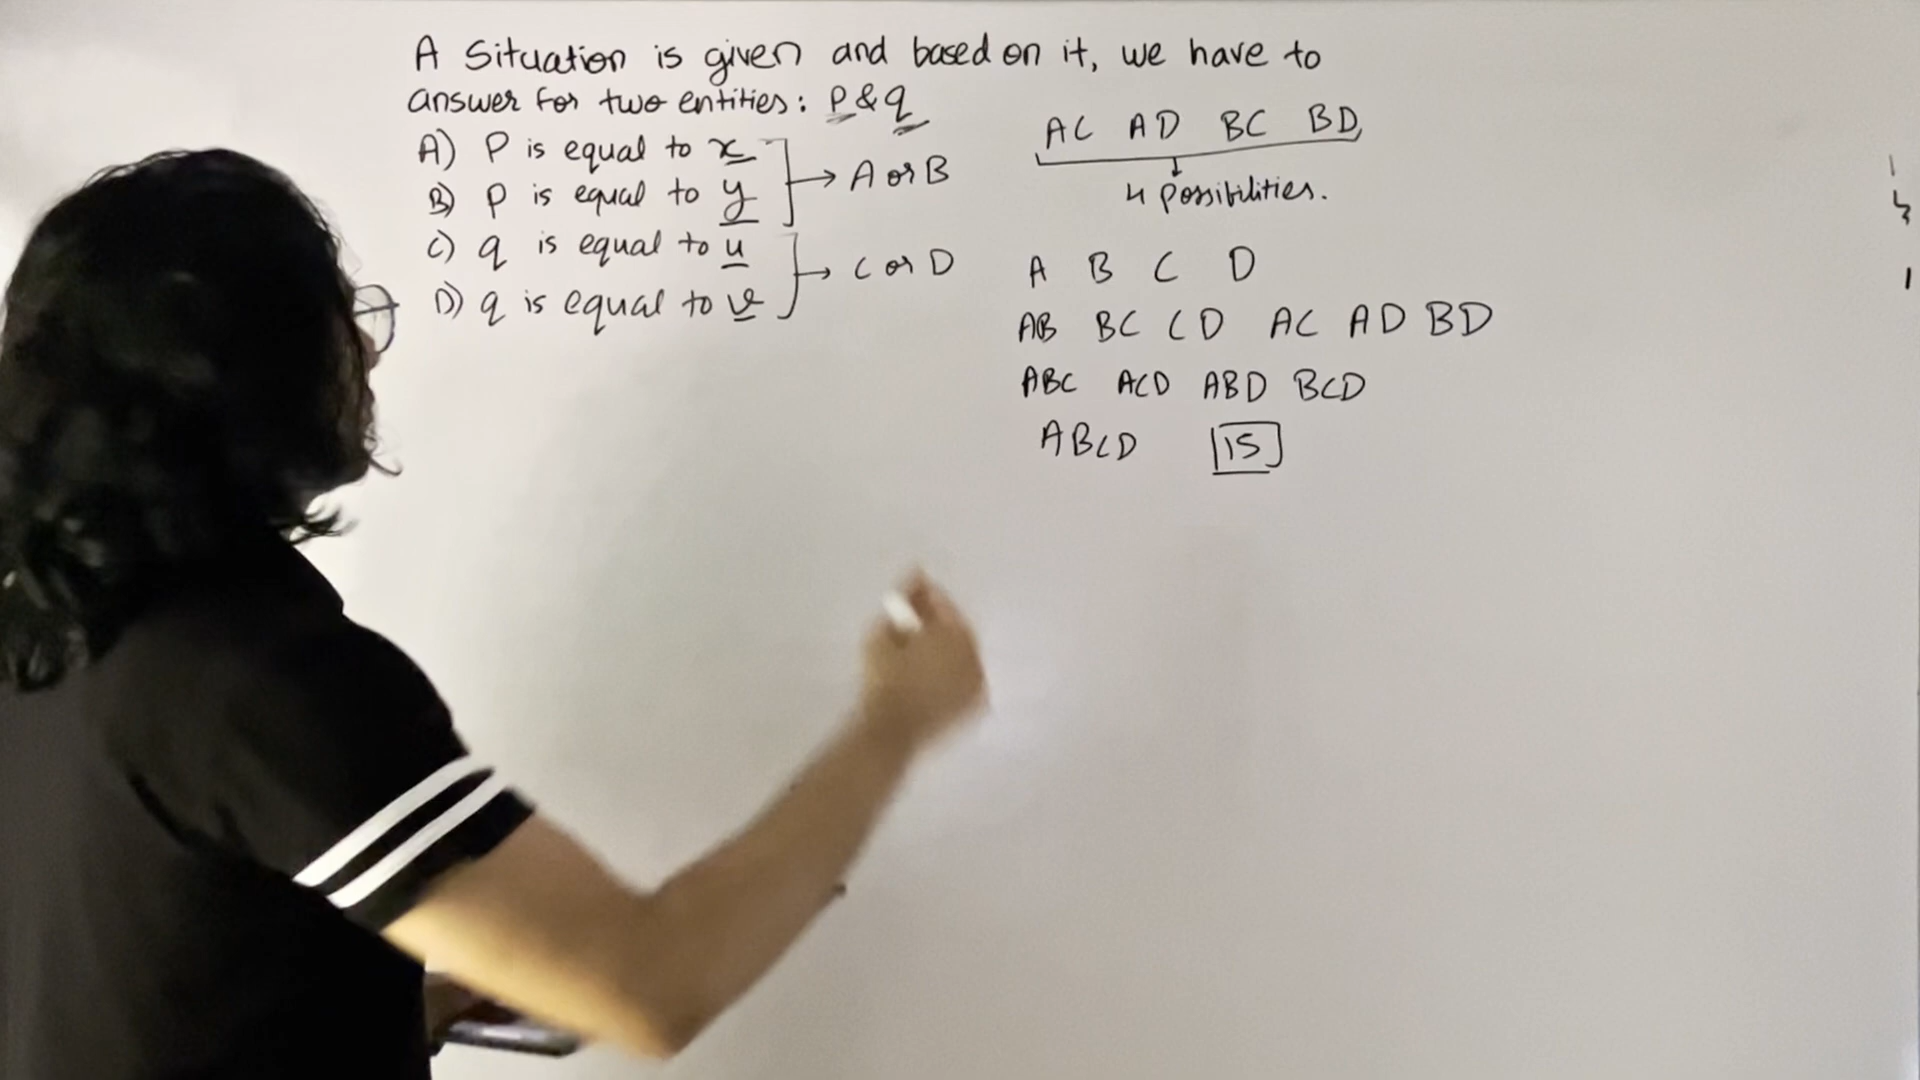 A Situation is given and based on it, we have to
answer for two entities: P & q
A) P is equal to x
B) P is equal to y
→ A or B
C) q is equal to u
D) q is equal to v
→ C or D
AC AD BC BD,
4 possibilities.
A B C D
AB BC CD AC AD BD
ABC ACD ABD BCD
ABCD 15